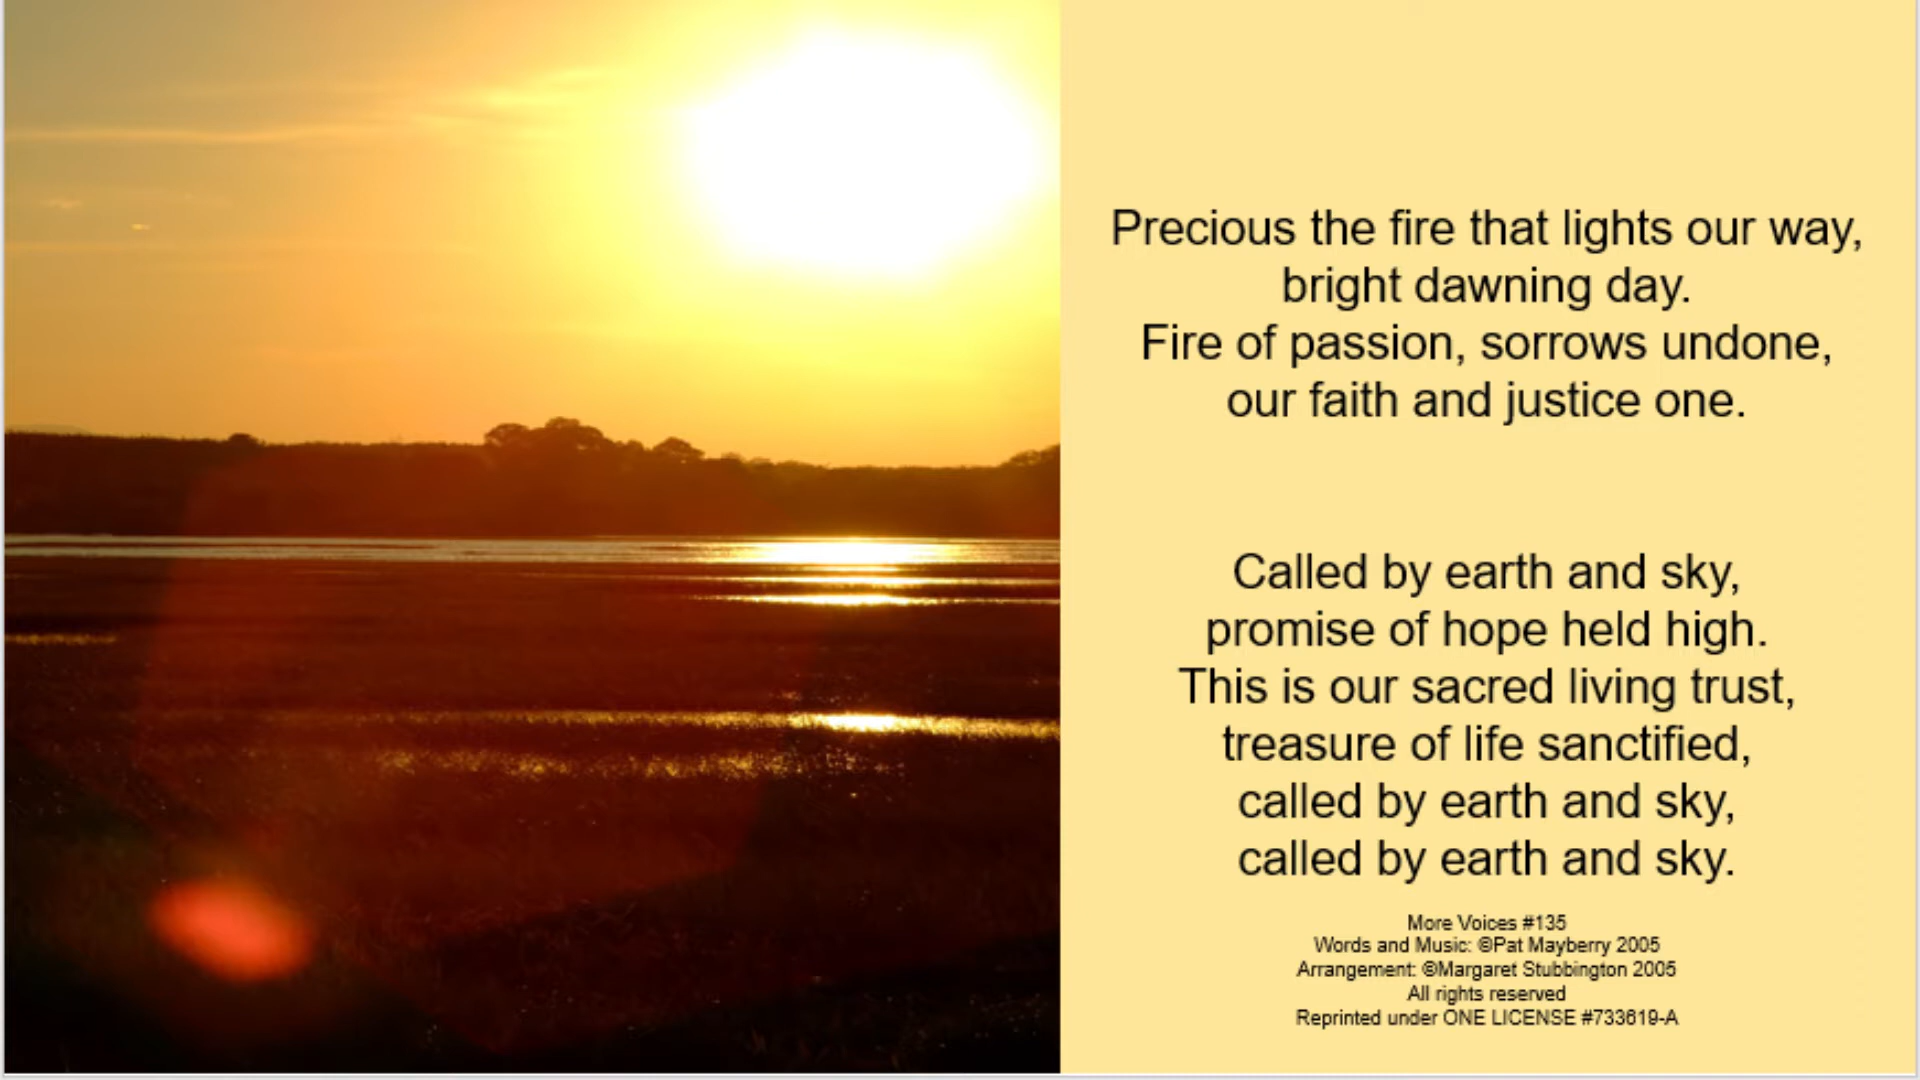 Precious the fire that lights our way,
bright dawning day.
Fire of passion, sorrows undone,
our faith and justice one.
Called by earth and sky,
promise of hope held high.
This is our sacred living trust,
treasure of life sanctified,
called by earth and sky,
called by earth and sky.
More Voices #135
Words and Music: ©Pat Mayberry 2005
Arrangement: ©Margaret Stubbington 2005
All rights reserved
Reprinted under ONE LICENSE #733619-A